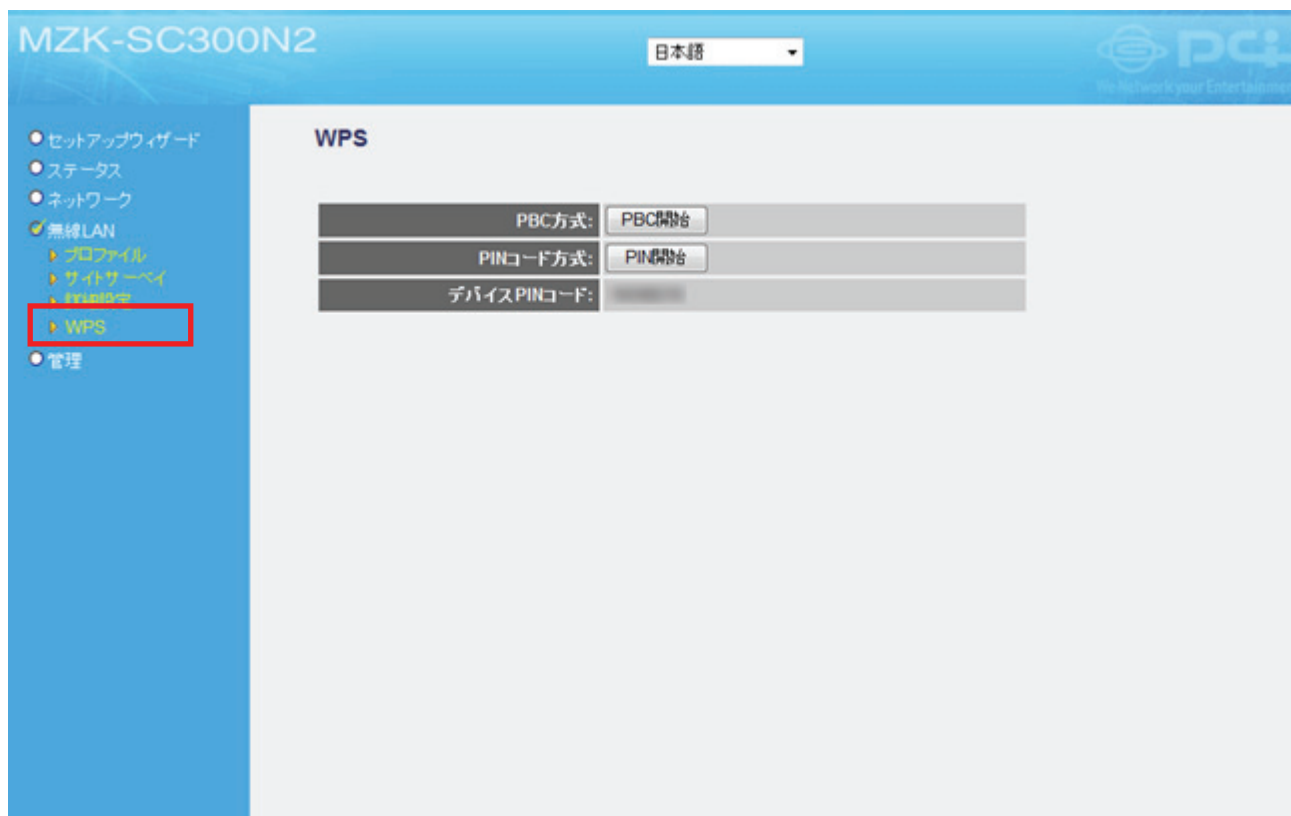 MZK-SC300N2
日本語
PCi
We Network your Entertainment
セットアップウィザード
ステータス
ネットワーク
無線LAN
プロファイル
サイトサーベイ
詳細設定
WPS
管理
WPS
PBC方式: PBC開始
PINコード方式: PIN開始
デバイスPINコード: